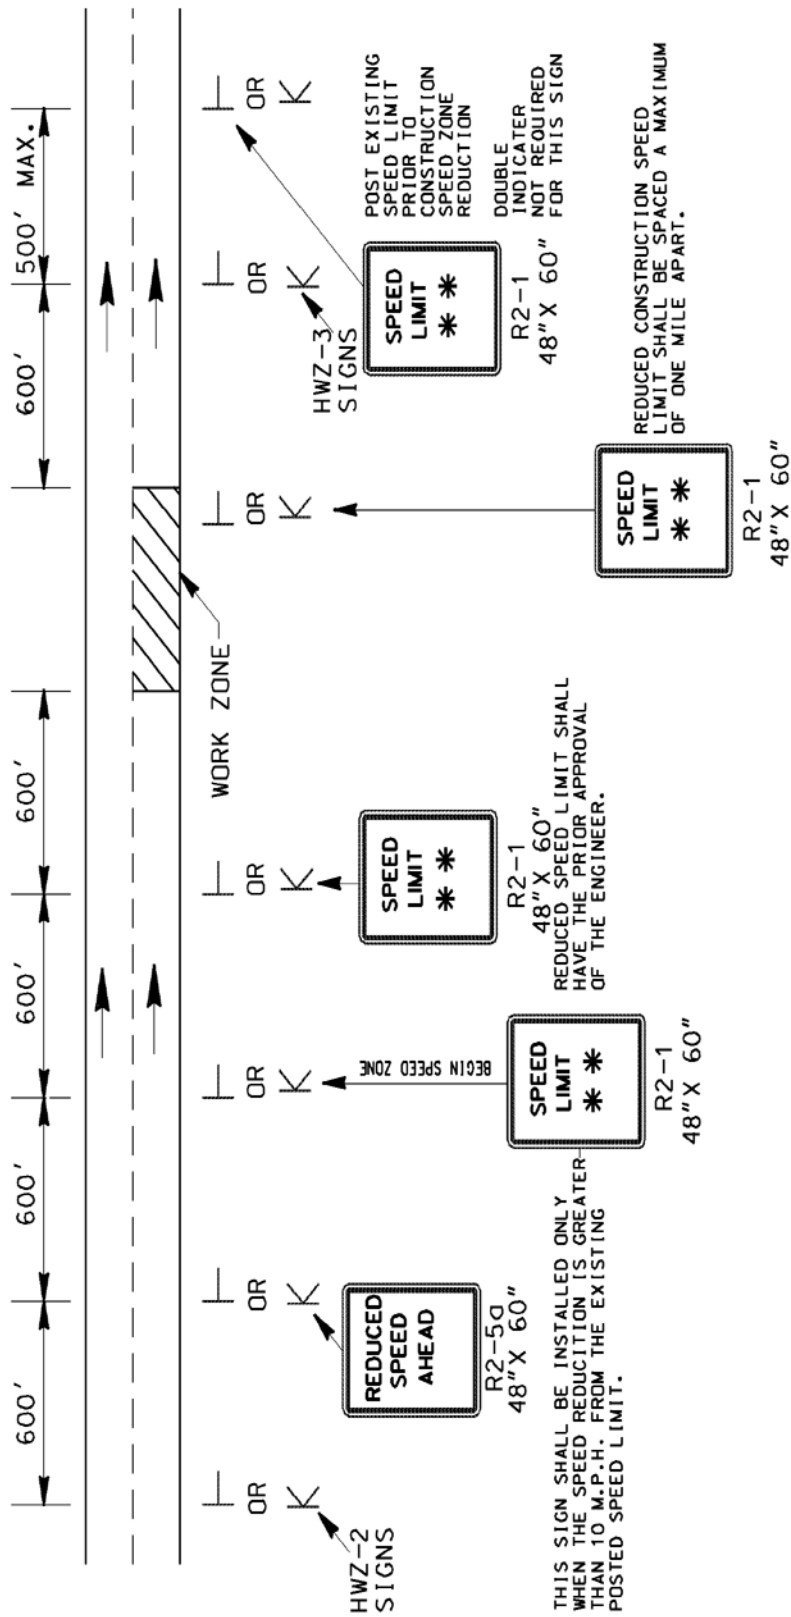 600'
600'
600'
600'
600'
500' MAX.
OR
OR
OR
OR
OR
OR
OR
WORK ZONE
HWZ-2
SIGNS
REDUCED
SPEED
AHEAD
R2-5a
48"X 60"
THIS SIGN SHALL BE INSTALLED ONLY
WHEN THE SPEED REDUCITION IS GREATER
THAN 10 M.P.H. FROM THE EXISTING
POSTED SPEED LIMIT.
BEGIN SPEED ZONE
SPEED
LIMIT
* *
R2-1
48"X 60"
SPEED
LIMIT
* *
R2-1
48"X 60"
REDUCED SPEED LIMIT SHALL
HAVE THE PRIOR APPROVAL
OF THE ENGINEER.
SPEED
LIMIT
* *
R2-1
48"X 60"
REDUCED CONSTRUCTION SPEED
LIMIT SHALL BE SPACED A MAXIMUM
OF ONE MILE APART.
HWZ-3
SIGNS
SPEED
LIMIT
* *
R2-1
48"X 60"
POST EXISTING
SPEED LIMIT
PRIOR TO
CONSTRUCTION
SPEED ZONE
REDUCTION
DOUBLE
INDICATER
NOT REQUIRED
FOR THIS SIGN